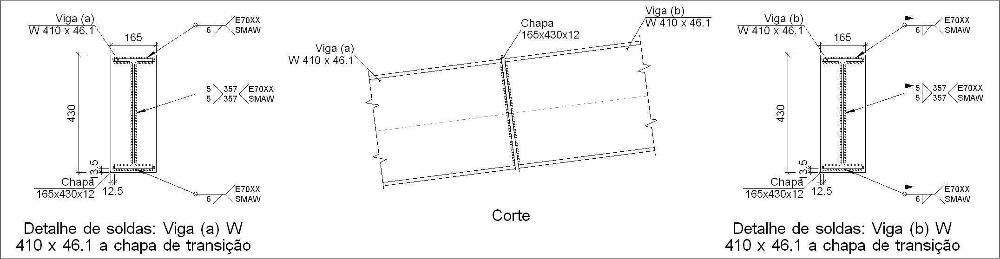 Viga (a)
W 410 x 46.1
165
E70XX
6
SMAW
5 357 E70XX
5 357 SMAW
430
13.5
Chapa
165x430x12
12.5
E70XX
6
SMAW
Detalhe de soldas: Viga (a) W
410 x 46.1 a chapa de transição
Viga (a)
W 410 x 46.1
Chapa
165x430x12
Viga (b)
W 410 x 46.1
Corte
Viga (b)
W 410 x 46.1
165
E70XX
6
SMAW
5 357 E70XX
5 357 SMAW
430
13.5
Chapa
165x430x12
12.5
E70XX
6
SMAW
Detalhe de soldas: Viga (b) W
410 x 46.1 a chapa de transição